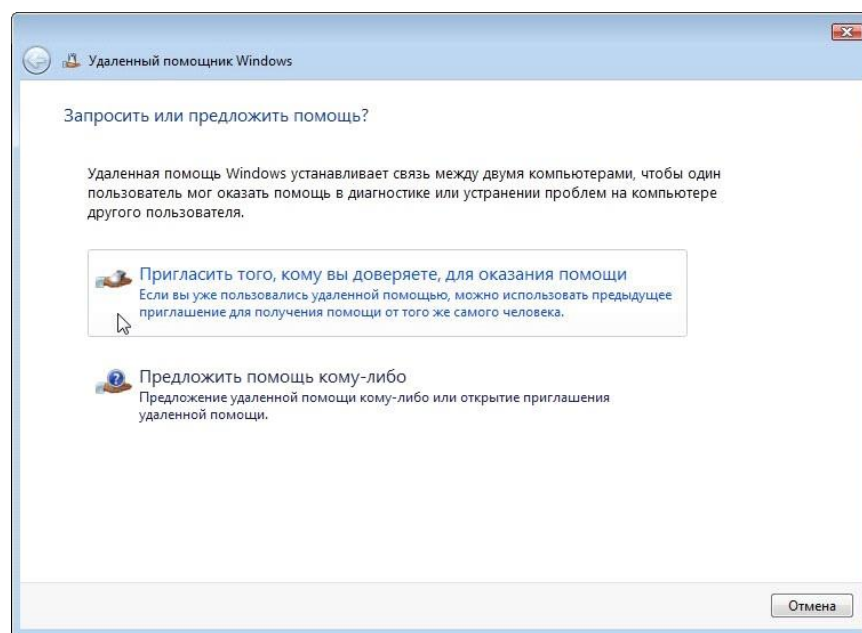 Удаленный помощник Windows
Запросить или предложить помощь?
Удаленная помощь Windows устанавливает связь между двумя компьютерами, чтобы один
пользователь мог оказать помощь в диагностике или устранении проблем на компьютере
другого пользователя.
Пригласить того, кому вы доверяете, для оказания помощи
Если вы уже пользовались удаленной помощью, можно использовать предыдущее
приглашение для получения помощи от того же самого человека.
Предложить помощь кому-либо
Предложение удаленной помощи кому-либо или открытие приглашения
удаленной помощи.
Отмена